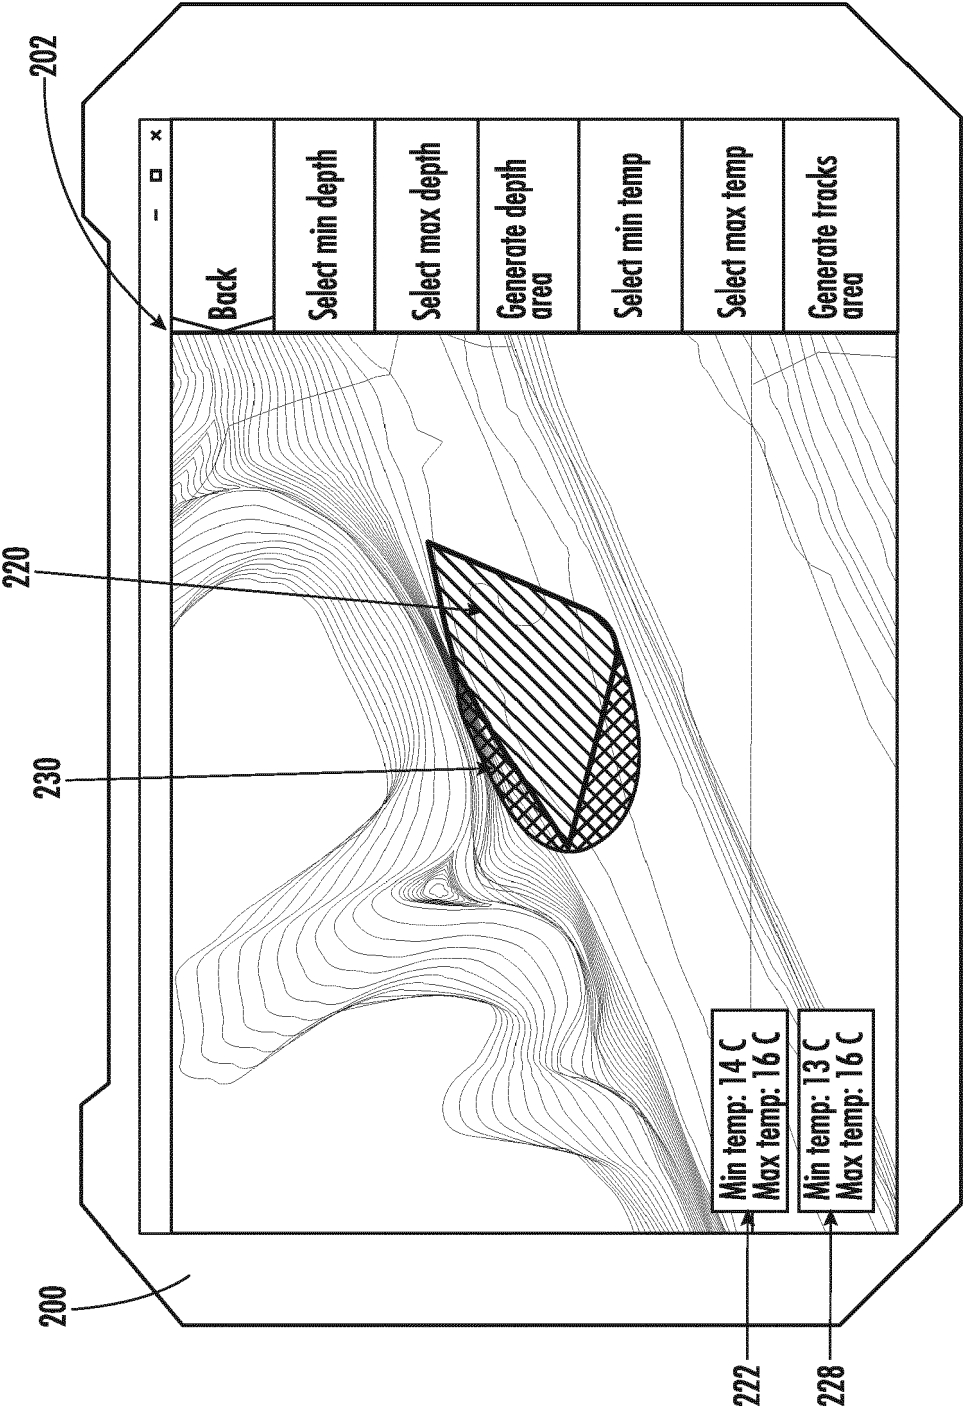 202
Back
Select min depth
Select max depth
Generate depth
area
Select min temp
Select max temp
Generate tracks
area
220
230
Min temp: 14 C
Max temp: 16 C
Min temp: 13 C
Max temp: 16 C
200
222
228